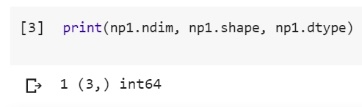 [3] print(np1.ndim, np1.shape, np1.dtype)
1 (3,) int64